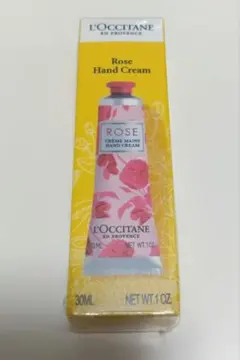 L'OCCITANE
EN PROVENCE
Rose
Hand Cream
ROSE
CRÈME MAINS
HAND CREAM
L'OCCITANE
EN PROVENCE
30ML
NET WT.1 OZ.